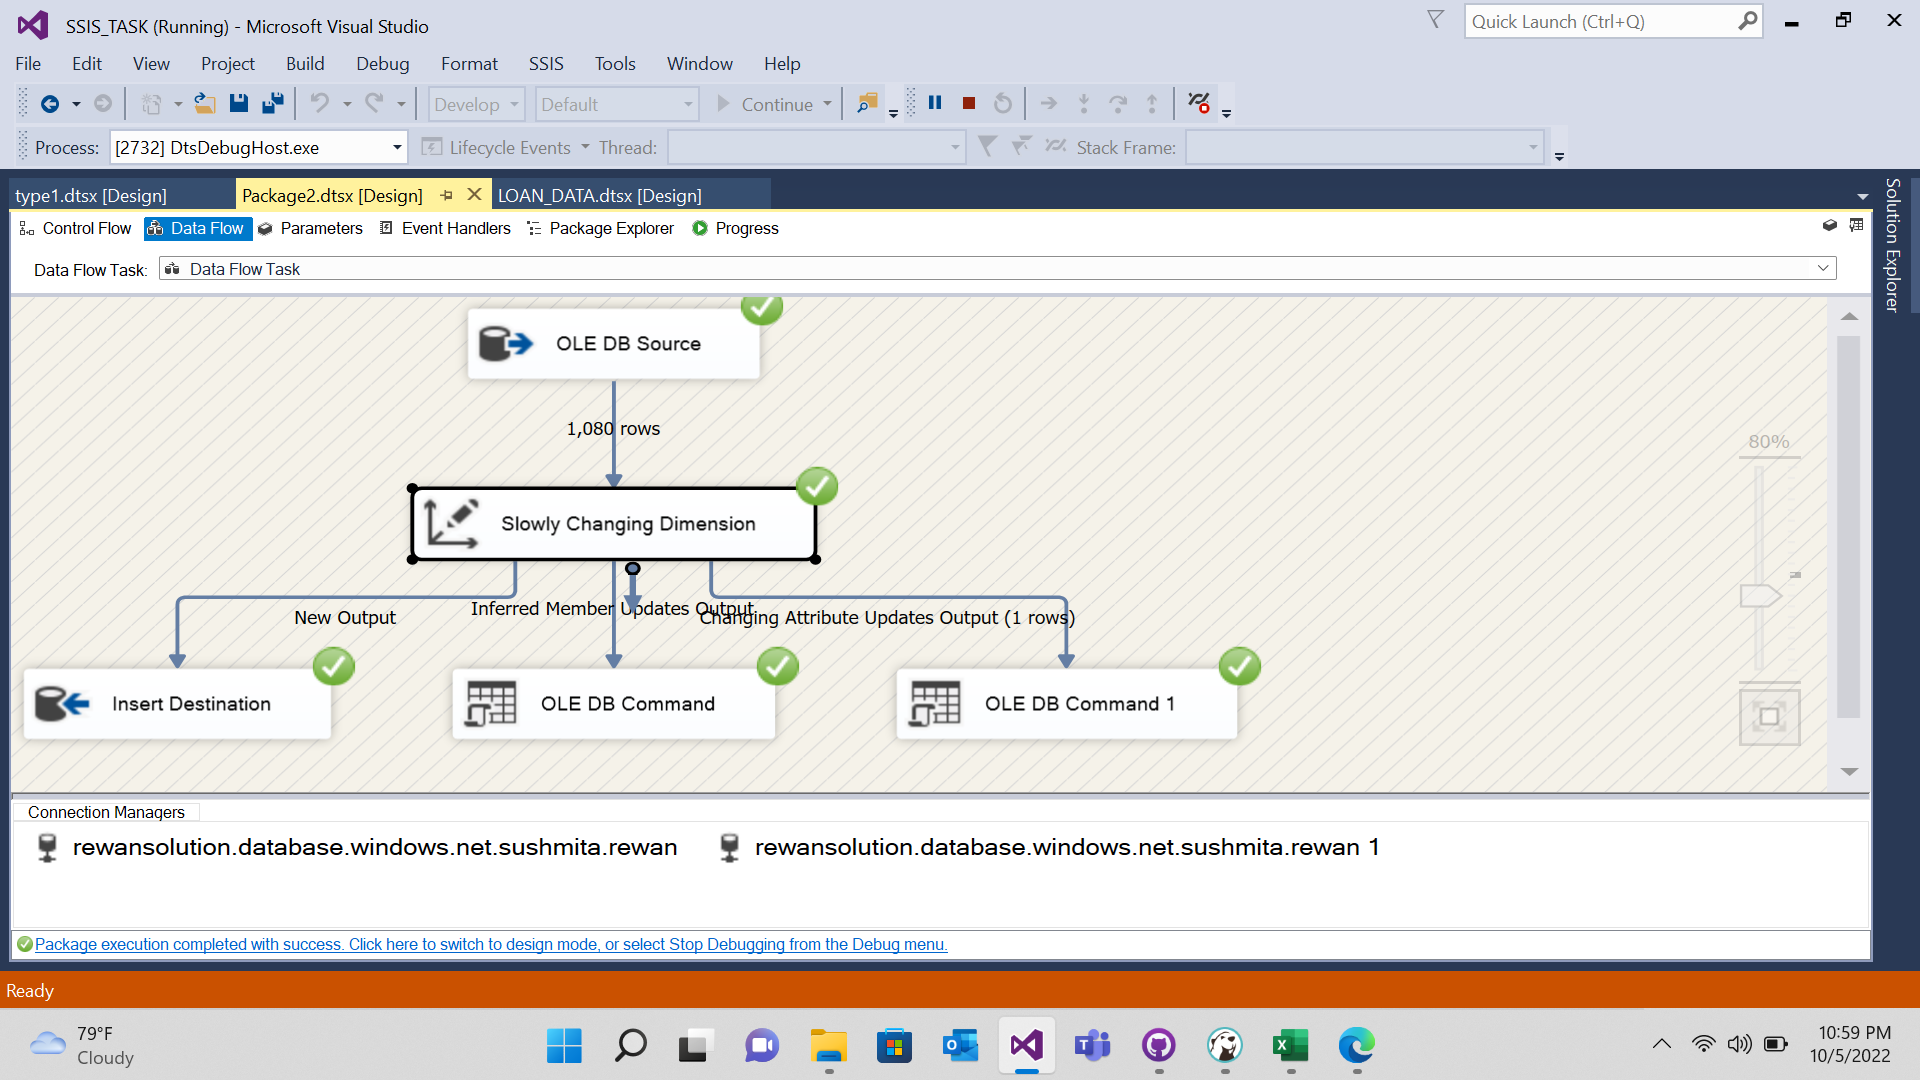 SSIS_TASK (Running) - Microsoft Visual Studio
Quick Launch (Ctrl+Q)
File Edit View Project Build Debug Format SSIS Tools Window Help
Develop Default Continue
Process: [2732] DtsDebugHost.exe Lifecycle Events Thread: Stack Frame:
type1.dtsx [Design] Package2.dtsx [Design] LOAN_DATA.dtsx [Design]
Solution Explorer
Control Flow Data Flow Parameters Event Handlers Package Explorer Progress
Data Flow Task: Data Flow Task
OLE DB Source
1,080 rows
80%
Slowly Changing Dimension
New Output Inferred Member Updates Output Changing Attribute Updates Output (1 rows)
Insert Destination OLE DB Command OLE DB Command 1
Connection Managers
rewansolution.database.windows.net.sushmita.rewan rewansolution.database.windows.net.sushmita.rewan 1
Package execution completed with success. Click here to switch to design mode, or select Stop Debugging from the Debug menu.
Ready
79°F
Cloudy
10:59 PM
10/5/2022